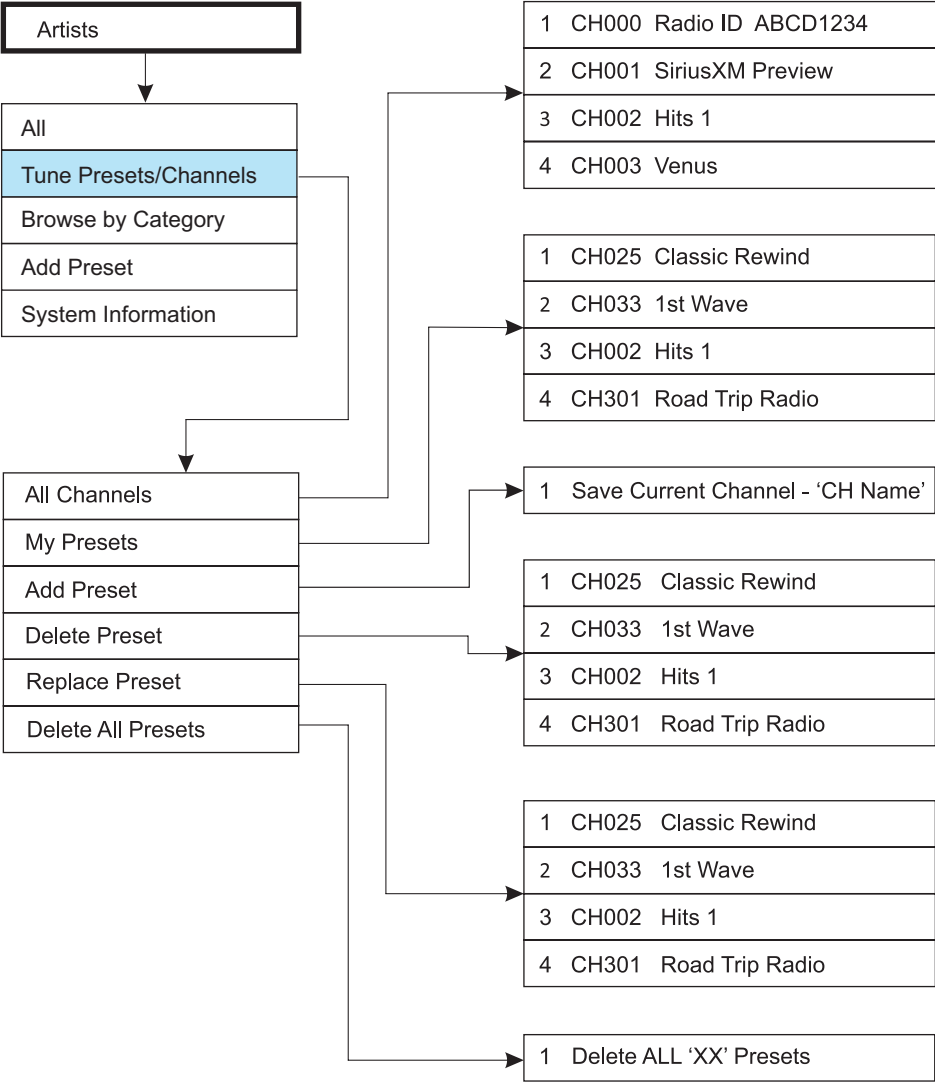 Artists
All
Tune Presets/Channels
Browse by Category
Add Preset
System Information
All Channels
My Presets
Add Preset
Delete Preset
Replace Preset
Delete All Presets
1 CH000 Radio ID ABCD1234
2 CH001 SiriusXM Preview
3 CH002 Hits 1
4 CH003 Venus
1 CH025 Classic Rewind
2 CH033 1st Wave
3 CH002 Hits 1
4 CH301 Road Trip Radio
1 Save Current Channel - ‘CH Name’
1 CH025 Classic Rewind
2 CH033 1st Wave
3 CH002 Hits 1
4 CH301 Road Trip Radio
1 CH025 Classic Rewind
2 CH033 1st Wave
3 CH002 Hits 1
4 CH301 Road Trip Radio
1 Delete ALL ‘XX’ Presets